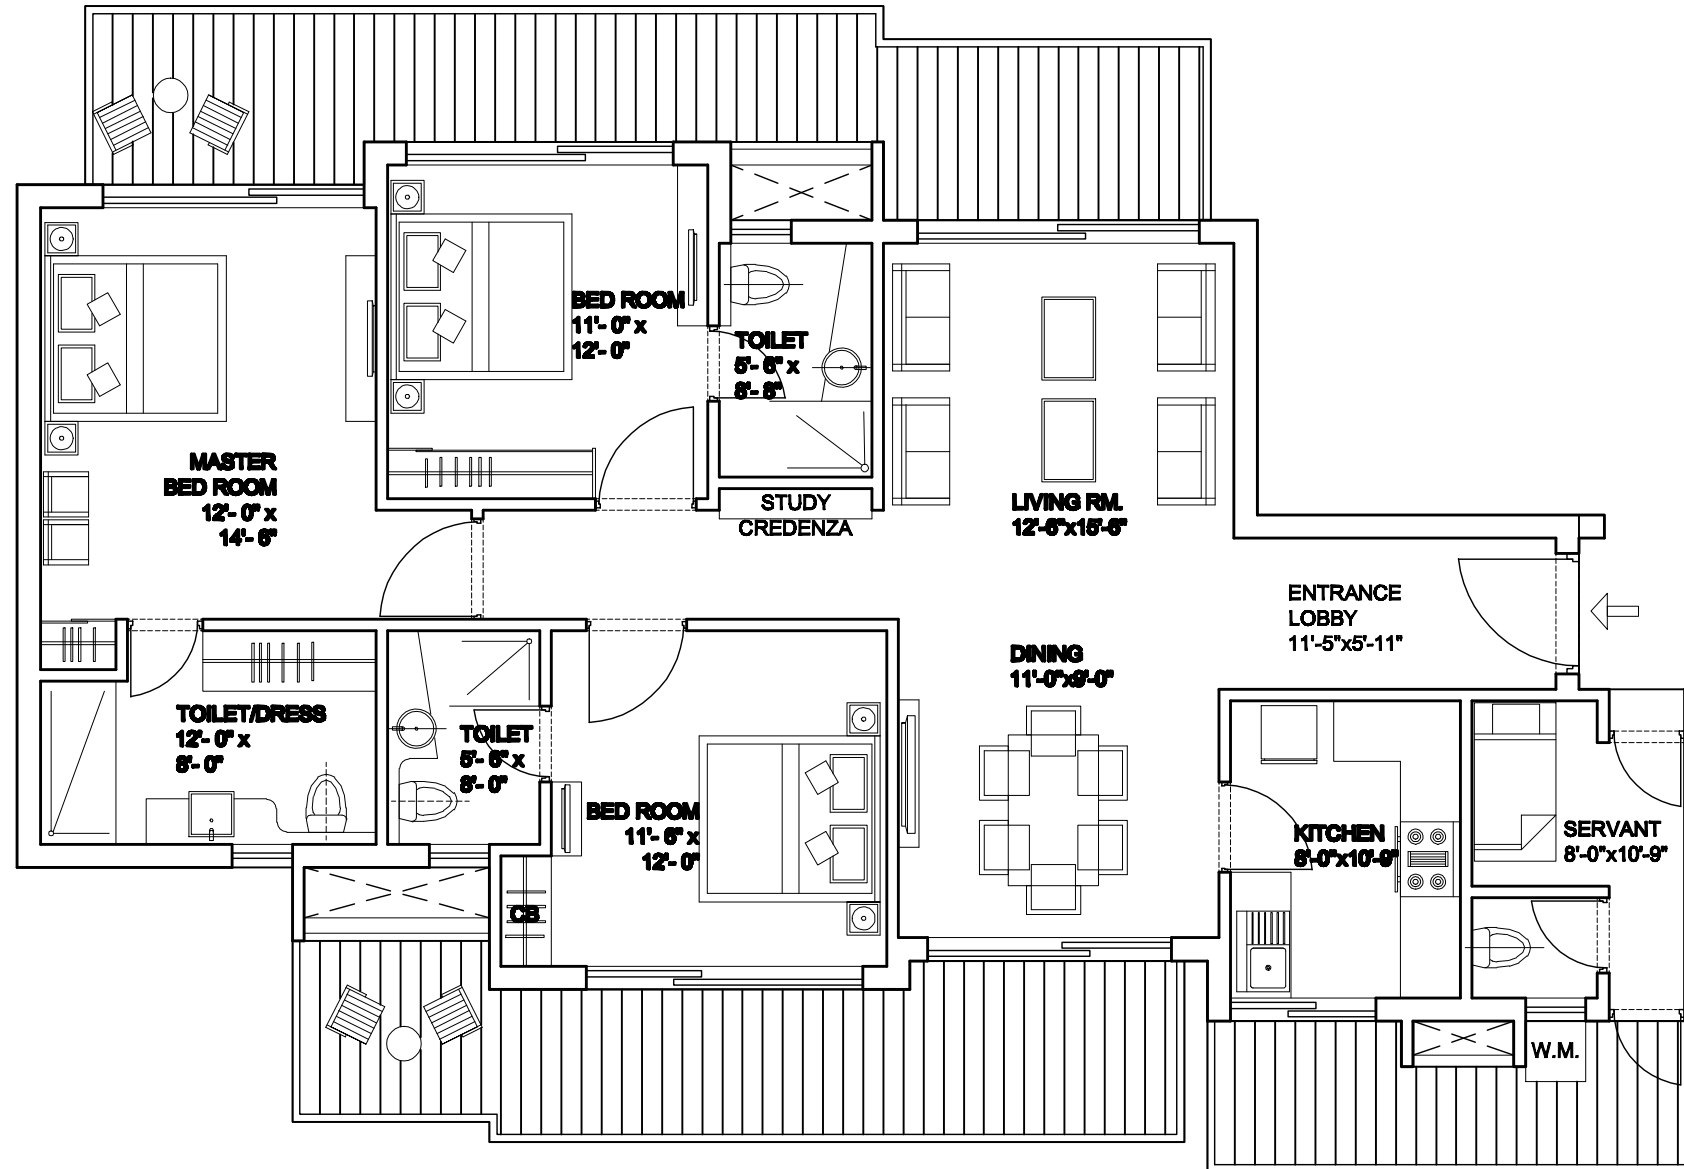 BED ROOM
11'- 0" x
12'- 0"
TOILET
5'- 6" x
8'- 8"
MASTER
BED ROOM
12'- 0" x
14'- 6"
STUDY
CREDENZA
LIVING RM.
12'-6"x15'-6"
ENTRANCE
LOBBY
11'-5"x5'-11"
DINING
11'-0"x9'-0"
TOILET/DRESS
12'- 0" x
8'- 0"
TOILET
5'- 6" x
8'- 0"
BED ROOM
11'- 6" x
12'- 0"
CB
KITCHEN
8'-0"x10'-9"
SERVANT
8'-0"x10'-9"
W.M.